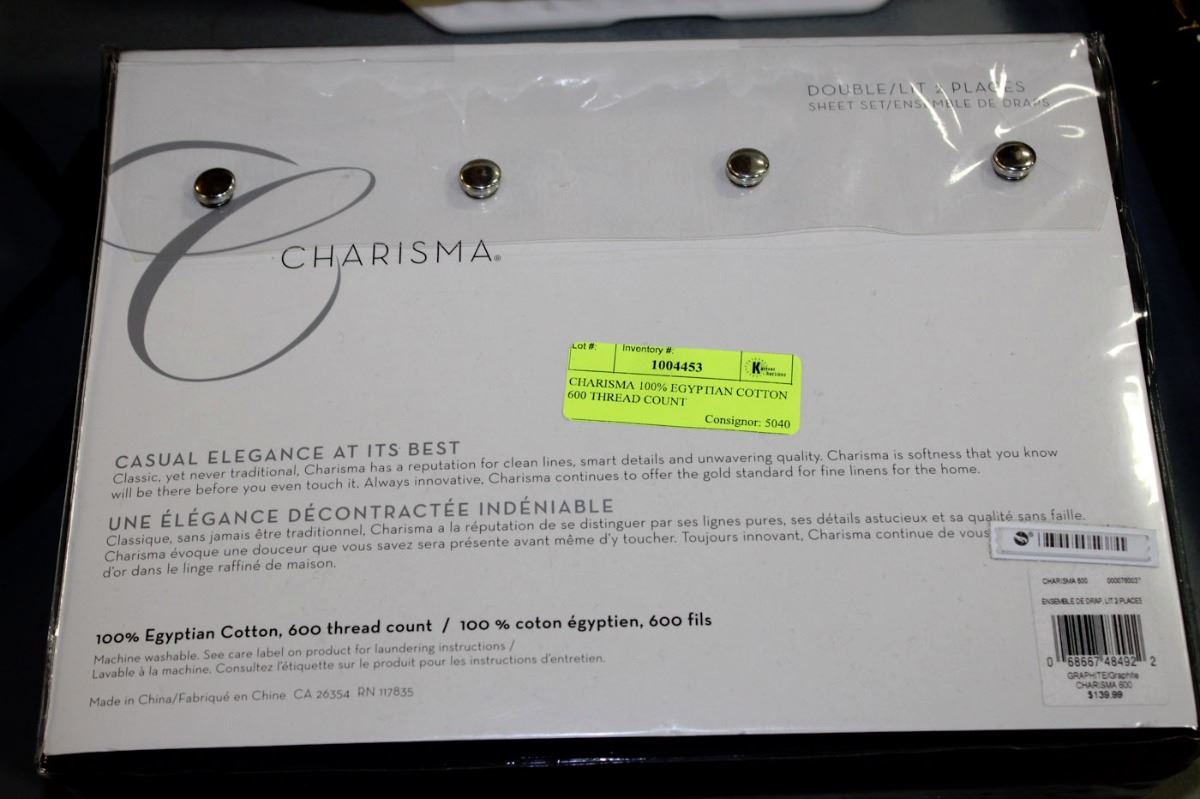 DOUBLE/LIT 2 PLACES
SHEET SET/ENSEMBLE DE DRAPS
CHARISMA®
Lot #: Inventory #:
1004453
CHARISMA 100% EGYPTIAN COTTON
600 THREAD COUNT
Consignor: 5040
CASUAL ELEGANCE AT ITS BEST
Classic, yet never traditional, Charisma has a reputation for clean lines, smart details and unwavering quality. Charisma is softness that you know
will be there before you even touch it. Always innovative, Charisma continues to offer the gold standard for fine linens for the home.
UNE ÉLÉGANCE DÉCONTRACTÉE INDÉNIABLE
Classique, sans jamais être traditionnel, Charisma a la réputation de se distinguer par ses lignes pures, ses détails astucieux et sa qualité sans faille.
Charisma évoque une douceur que vous savez sera présente avant même d'y toucher. Toujours innovant, Charisma continue de vous
d'or dans le linge raffiné de maison.
CHARISMA 600
ENSEMBLE DE DRAP, LIT 2 PLACES
0 68667 48492 2
GRAPHITE/Graphite
CHARISMA 600
$139.99
100% Egyptian Cotton, 600 thread count / 100 % coton égyptien, 600 fils
Machine washable. See care label on product for laundering instructions /
Lavable à la machine. Consultez l'étiquette sur le produit pour les instructions d'entretien.
Made in China/Fabriqué en Chine CA 26354 RN 117835